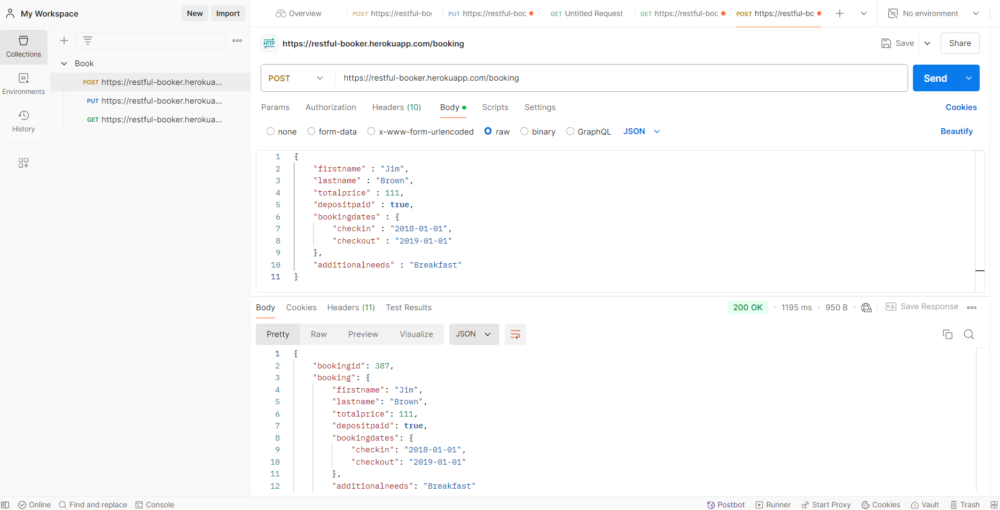 My Workspace
New
Import
Overview
POST https://restful-boo
PUT https://restful-boc
GET Untitled Request
GET https://restful-boc
POST https://restful-bo
No environment
Collections
Environments
History
Book
POST https://restful-booker.herokua...
PUT https://restful-booker.herokua...
GET https://restful-booker.herokua...
HTTP https://restful-booker.herokuapp.com/booking
Save
Share
POST
https://restful-booker.herokuapp.com/booking
Send
Params
Authorization
Headers (10)
Body
Scripts
Settings
Cookies
none
form-data
x-www-form-urlencoded
raw
binary
GraphQL
JSON
Beautify
1 {
2 "firstname" : "Jim",
3 "lastname" : "Brown",
4 "totalprice" : 111,
5 "depositpaid" : true,
6 "bookingdates" : {
7 "checkin" : "2018-01-01",
8 "checkout" : "2019-01-01"
9 },
10 "additionalneeds" : "Breakfast"
11 }
Body
Cookies
Headers (11)
Test Results
200 OK
1195 ms
950 B
e.g. Save Response
Pretty
Raw
Preview
Visualize
JSON
1 {
2 "bookingid": 387,
3 "booking": {
4 "firstname": "Jim",
5 "lastname": "Brown",
6 "totalprice": 111,
7 "depositpaid": true,
8 "bookingdates": {
9 "checkin": "2018-01-01",
10 "checkout": "2019-01-01"
11 },
12 "additionalneeds": "Breakfast"
Online
Find and replace
Console
Postbot
Runner
Start Proxy
Cookies
Vault
Trash